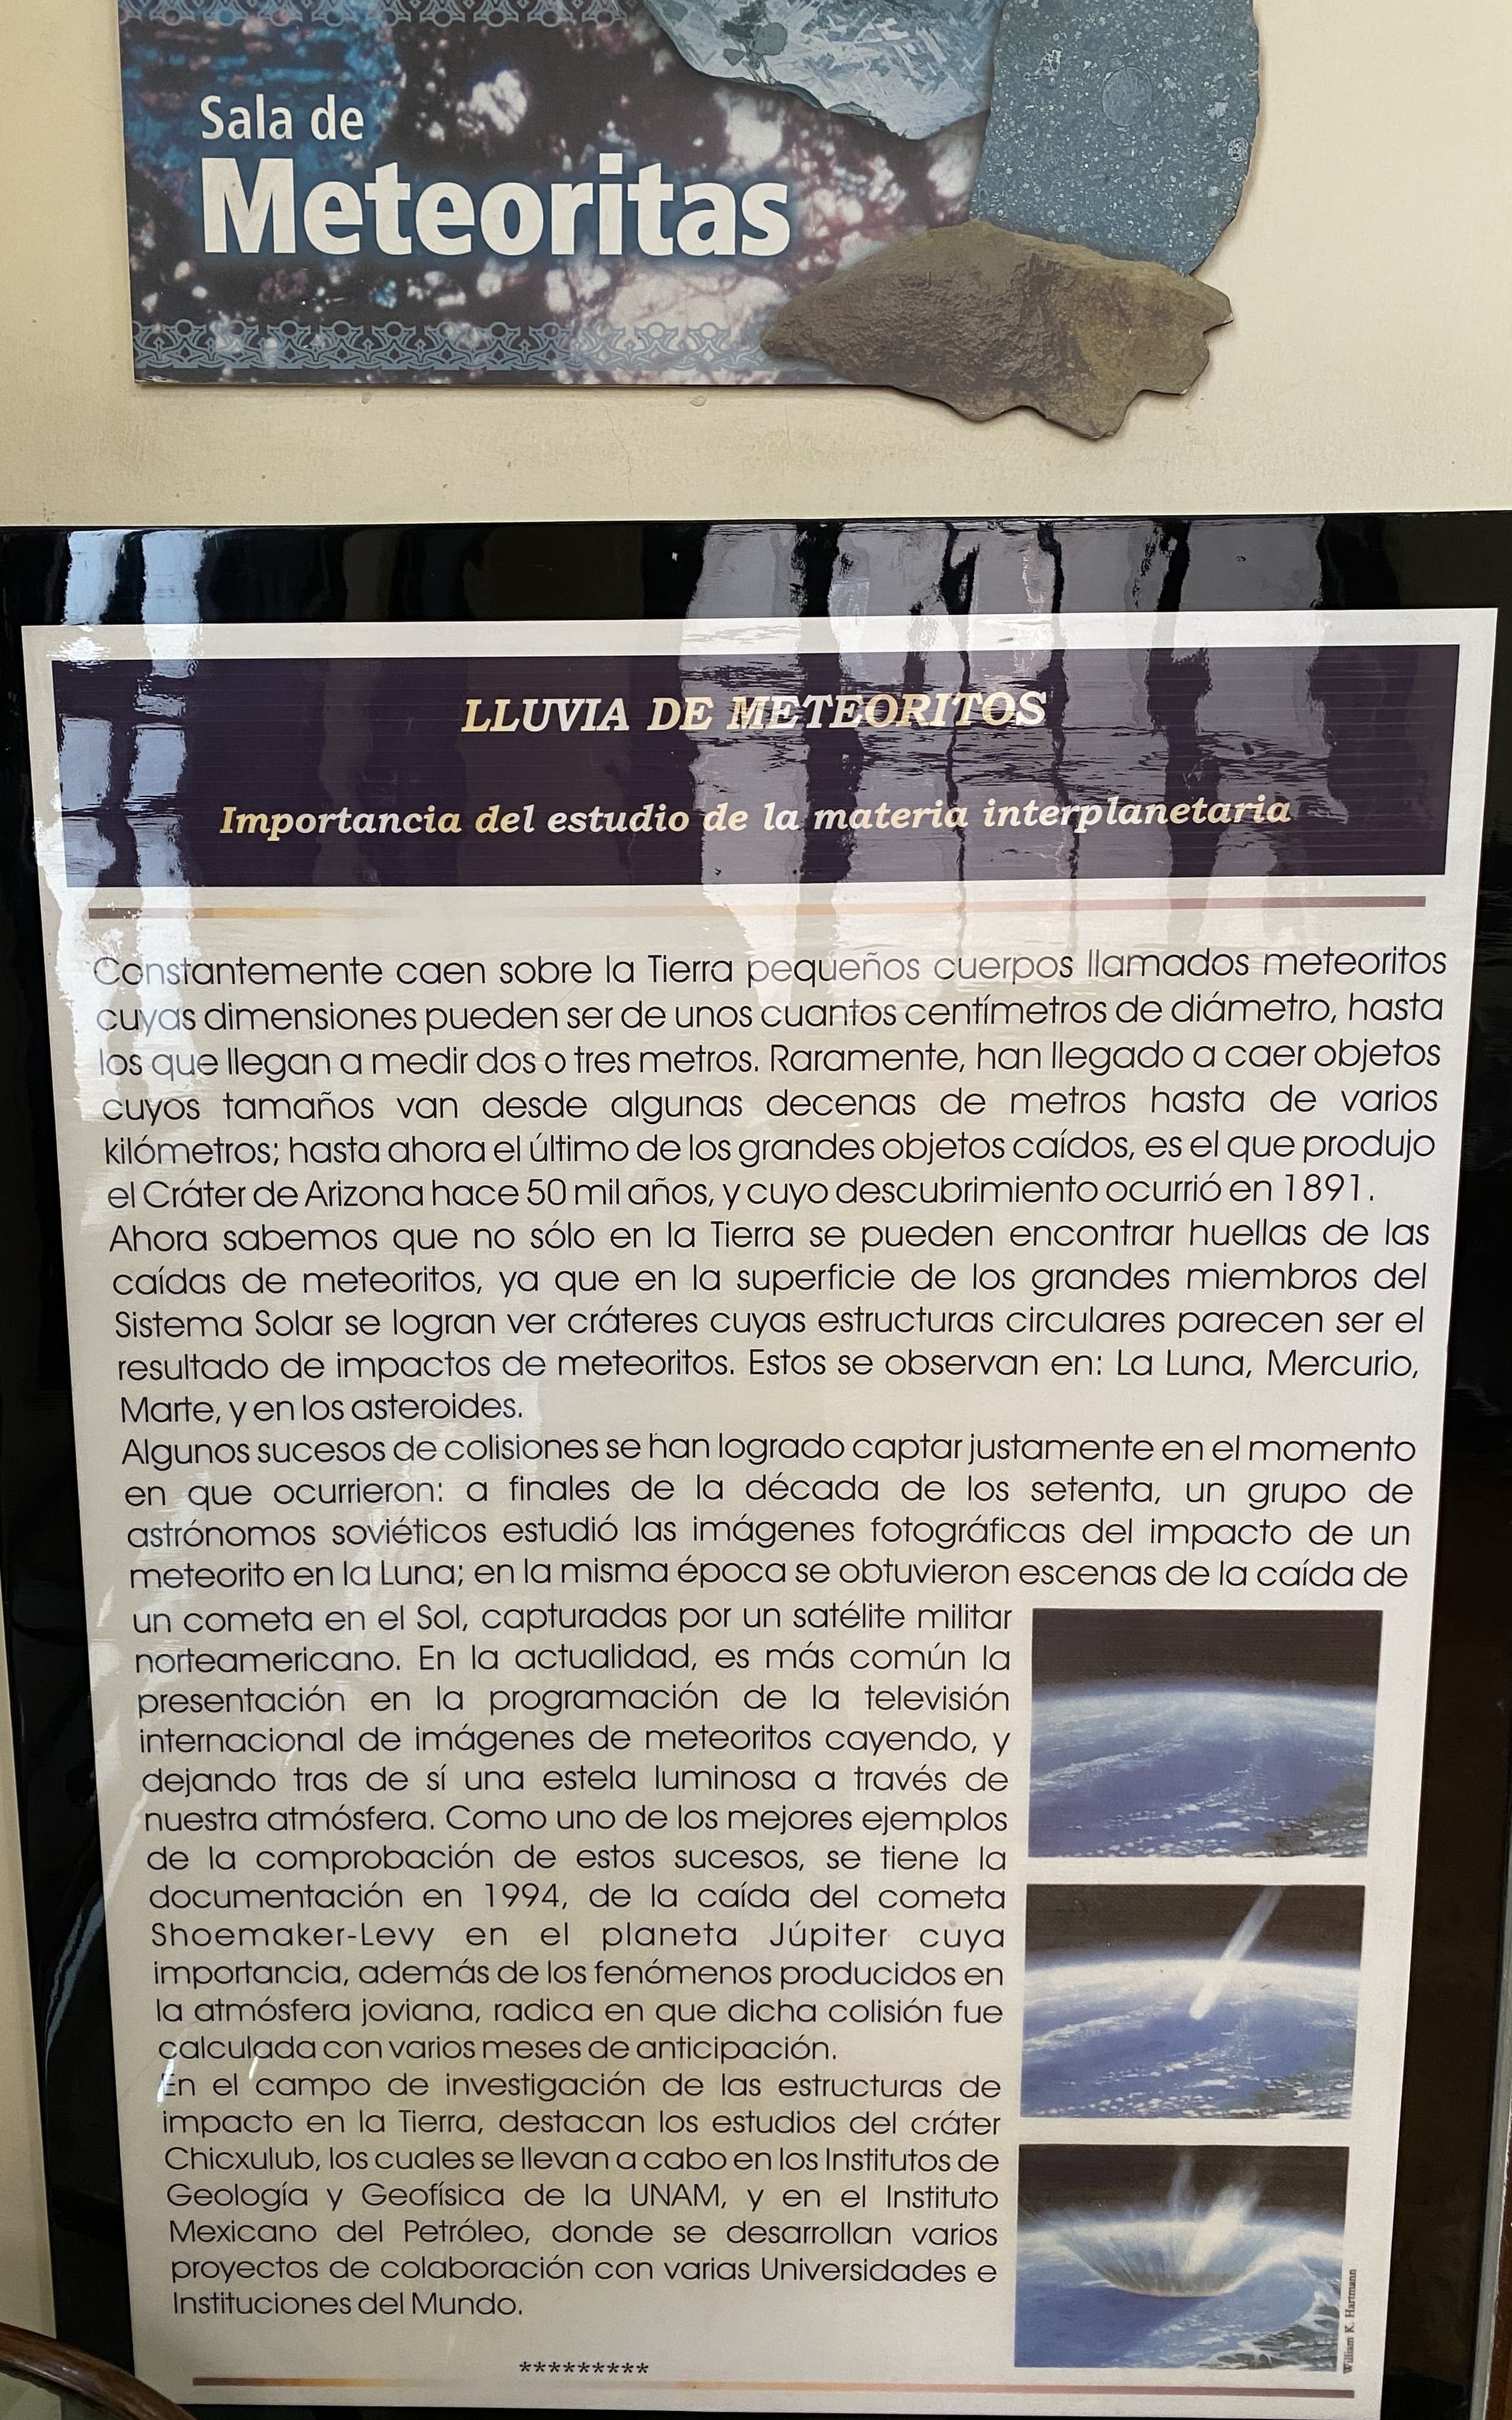 Sala de
Meteoritas
LLUVIA DE METEORITOS
Importancia del estudio de la materia interplanetaria
Constantemente caen sobre la Tierra pequeños cuerpos llamados meteoritos
cuyas dimensiones pueden ser de unos cuantos centímetros de diámetro, hasta
los que llegan a medir dos o tres metros. Raramente, han llegado a caer objetos
cuyos tamaños van desde algunas decenas de metros hasta de varios
kilómetros; hasta ahora el último de los grandes objetos caídos, es el que produjo
el Cráter de Arizona hace 50 mil años, y cuyo descubrimiento ocurrió en 1891.
Ahora sabemos que no sólo en la Tierra se pueden encontrar huellas de las
caídas de meteoritos, ya que en la superficie de los grandes miembros del
Sistema Solar se logran ver cráteres cuyas estructuras circulares parecen ser el
resultado de impactos de meteoritos. Estos se observan en: La Luna, Mercurio,
Marte, y en los asteroides.
Algunos sucesos de colisiones se han logrado captar justamente en el momento
en que ocurrieron: a finales de la década de los setenta, un grupo de
astrónomos soviéticos estudió las imágenes fotográficas del impacto de un
meteorito en la Luna; en la misma época se obtuvieron escenas de la caída de
un cometa en el Sol, capturadas por un satélite militar
norteamericano. En la actualidad, es más común la
presentación en la programación de la televisión
internacional de imágenes de meteoritos cayendo, y
dejando tras de sí una estela luminosa a través de
nuestra atmósfera. Como uno de los mejores ejemplos
de la comprobación de estos sucesos, se tiene la
documentación en 1994, de la caída del cometa
Shoemaker-Levy en el planeta Júpiter cuya
importancia, además de los fenómenos producidos en
la atmósfera joviana, radica en que dicha colisión fue
calculada con varios meses de anticipación.
En el campo de investigación de las estructuras de
impacto en la Tierra, destacan los estudios del cráter
Chicxulub, los cuales se llevan a cabo en los Institutos de
Geología y Geofísica de la UNAM, y en el Instituto
Mexicano del Petróleo, donde se desarrollan varios
proyectos de colaboración con varias Universidades e
Instituciones del Mundo.
*********
William K. Hartmann